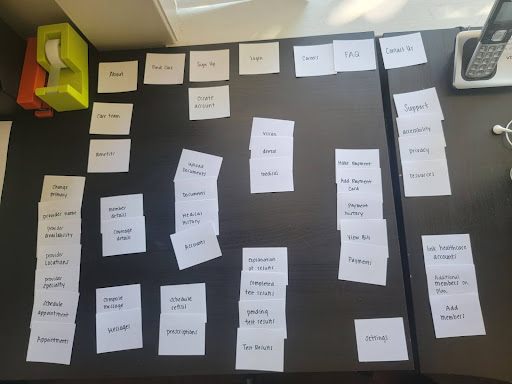 About
Find Care
Sign Up
Login
Careers
FAQ
Contact Us
Care team
Create
account
Benefits
Vision
dental
medical
Upload
Documents
Documents
Medical
History
Accounts
Make Payment
Add Payment
Card
Payment
history
View Bill
Payments
Support
accessibility
privacy
resources
Change
primary
Provider
Provider
Availability
Provider
Locations
Provider
Specialty
Schedule
appointment
Appointments
Member
details
Coverage
details
Compose
message
Messages
Schedule
refill
Prescriptions
Explanation
of results
Completed
test results
pending
test results
Test Results
Link healthcare
accounts
Additional
members on
plan
Add
members
Settings